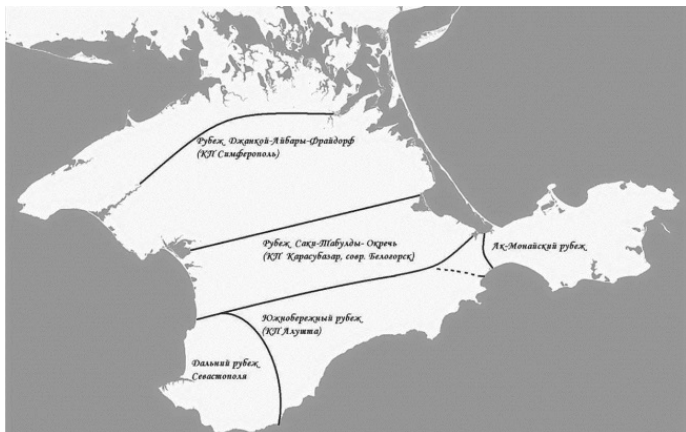 Рубеж Джанкой-Айбары-Фрайдорф
(КП Симферополь)
Рубеж Саки-Табулды- Окречь
(КП Карасубазар, совр. Белогорск)
Ак-Монайский рубеж
Южнобережный рубеж
(КП Алушта)
Дальний рубеж
Севастополя